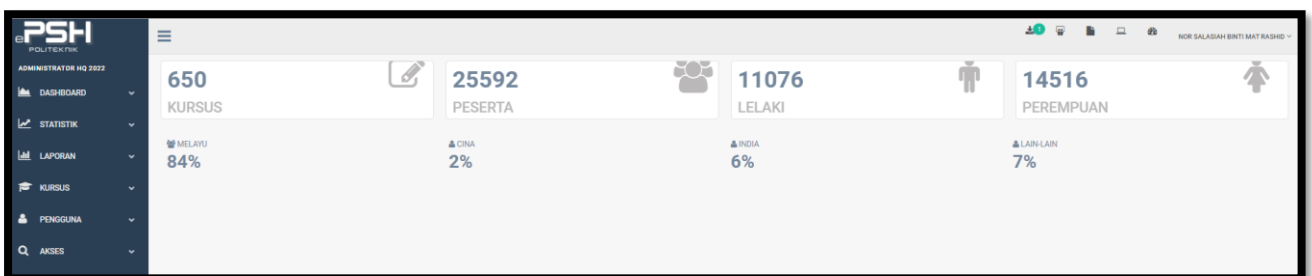 ePSH
POLITEKNIK
ADMINISTRATOR HQ 2022
DASHBOARD
STATISTIK
LAPORAN
KURSUS
PENGGUNA
AKSES
1
NOR SALASIAH BINTI MAT RASHID
650
KURSUS
25592
PESERTA
11076
LELAKI
14516
PEREMPUAN
MELAYU
84%
CINA
2%
INDIA
6%
LAIN-LAIN
7%